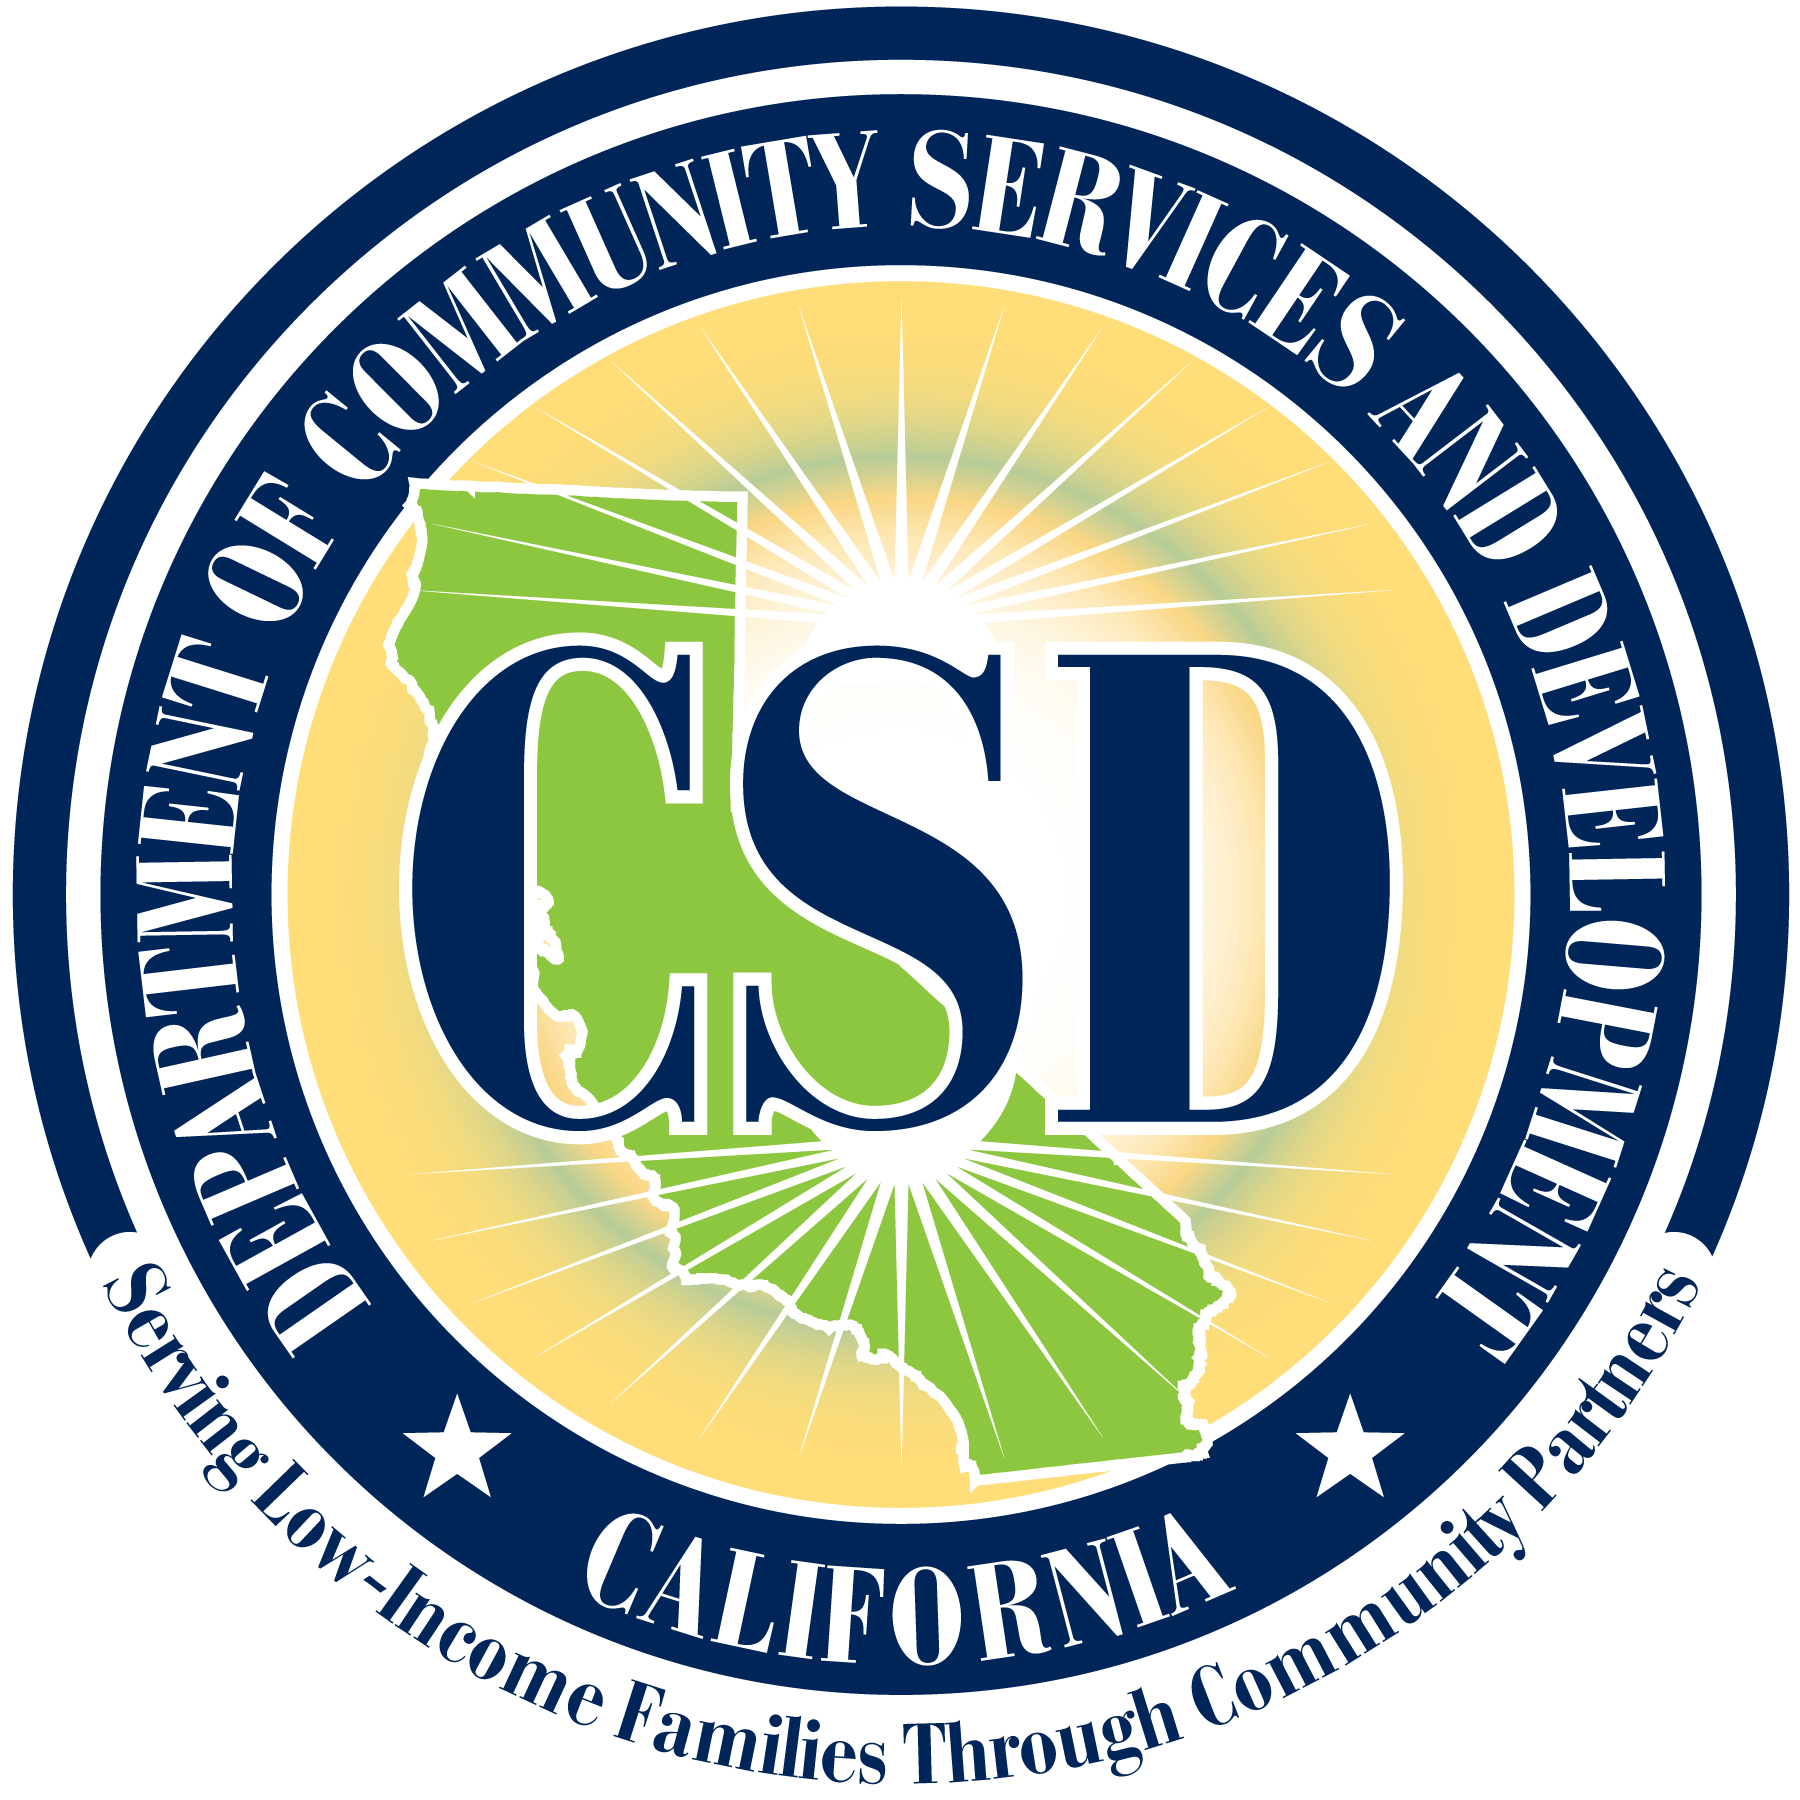 DEPARTMENT OF COMMUNITY SERVICES AND DEVELOPMENT
CSD
CALIFORNIA
Serving Low-Income Families Through Community Partners